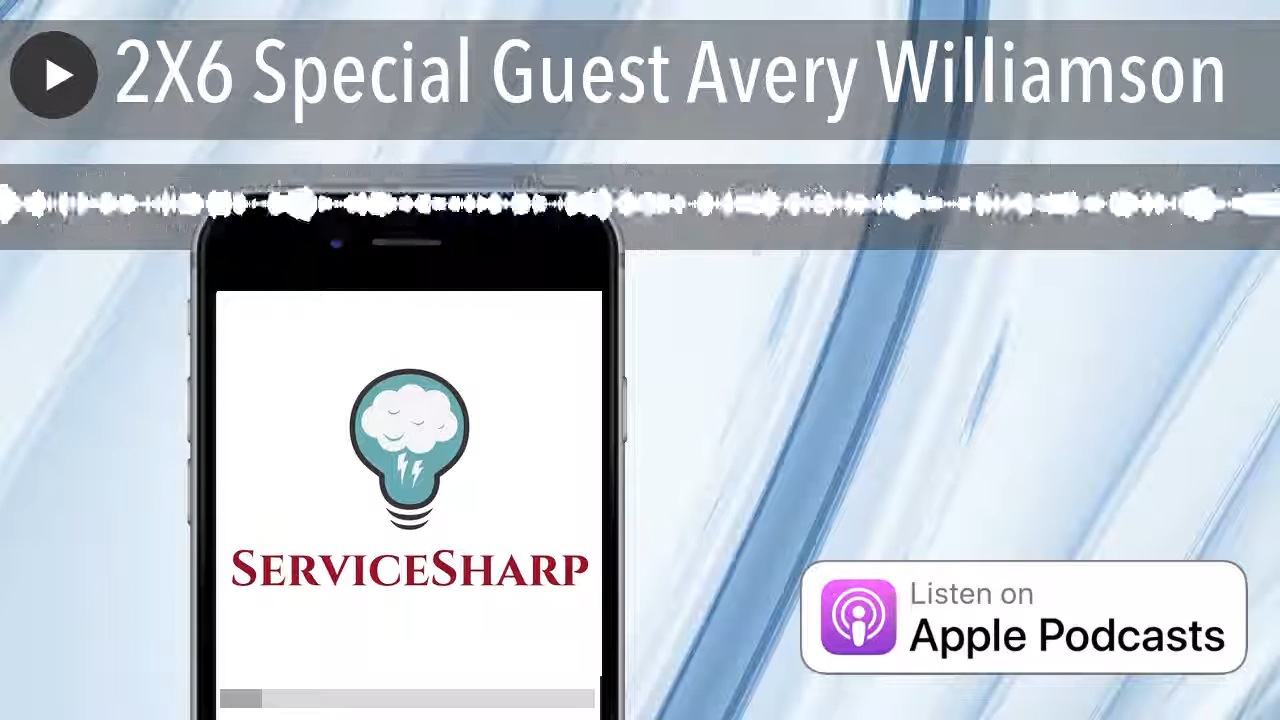 2X6 Special Guest Avery Williamson
SERVICESHARP
Listen on
Apple Podcasts